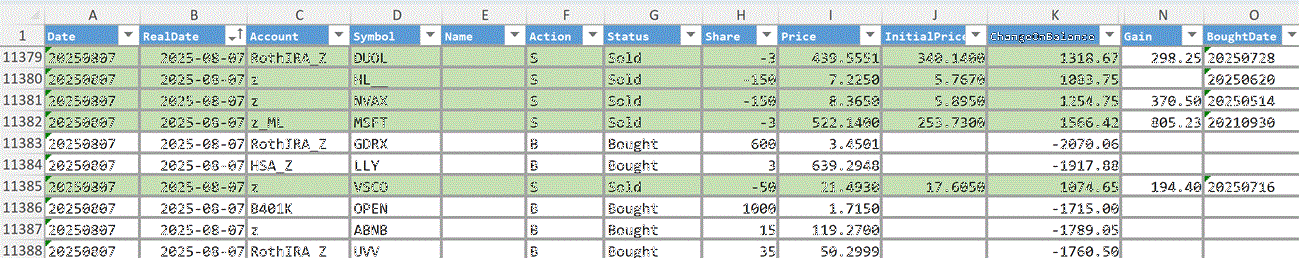 A B C D E F G H I J K N O
1 Date RealDate Account Symbol Name Action Status Share Price InitialPrice ChangeInBalance Gain BoughtDate
11379 20250807 2025-08-07 RothIRA_Z DUOL S Sold -3 439.5551 340.1400 1318.67 298.25 20250728
11380 20250807 2025-08-07 z HL__ S Sold -150 7.2250 5.7670 1083.75 20250620
11381 20250807 2025-08-07 z NVAX S Sold -150 8.3650 5.8950 1254.75 370.50 20250514
11382 20250807 2025-08-07 z_ML MSFT S Sold -3 522.1400 253.7300 1566.42 805.23 20210930
11383 20250807 2025-08-07 RothIRA_Z GDRX B Bought 600 3.4501 -2070.06
11384 20250807 2025-08-07 HSA_Z LLY B Bought 3 639.2948 -1917.88
11385 20250807 2025-08-07 z VSCO S Sold -50 21.4930 17.6050 1074.65 194.40 20250716
11386 20250807 2025-08-07 8401K OPEN B Bought 1000 1.7150 -1715.00
11387 20250807 2025-08-07 z ABNB B Bought 15 119.2700 -1789.05
11388 20250807 2025-08-07 RothIRA_Z UVV B Bought 35 50.2999 -1760.50